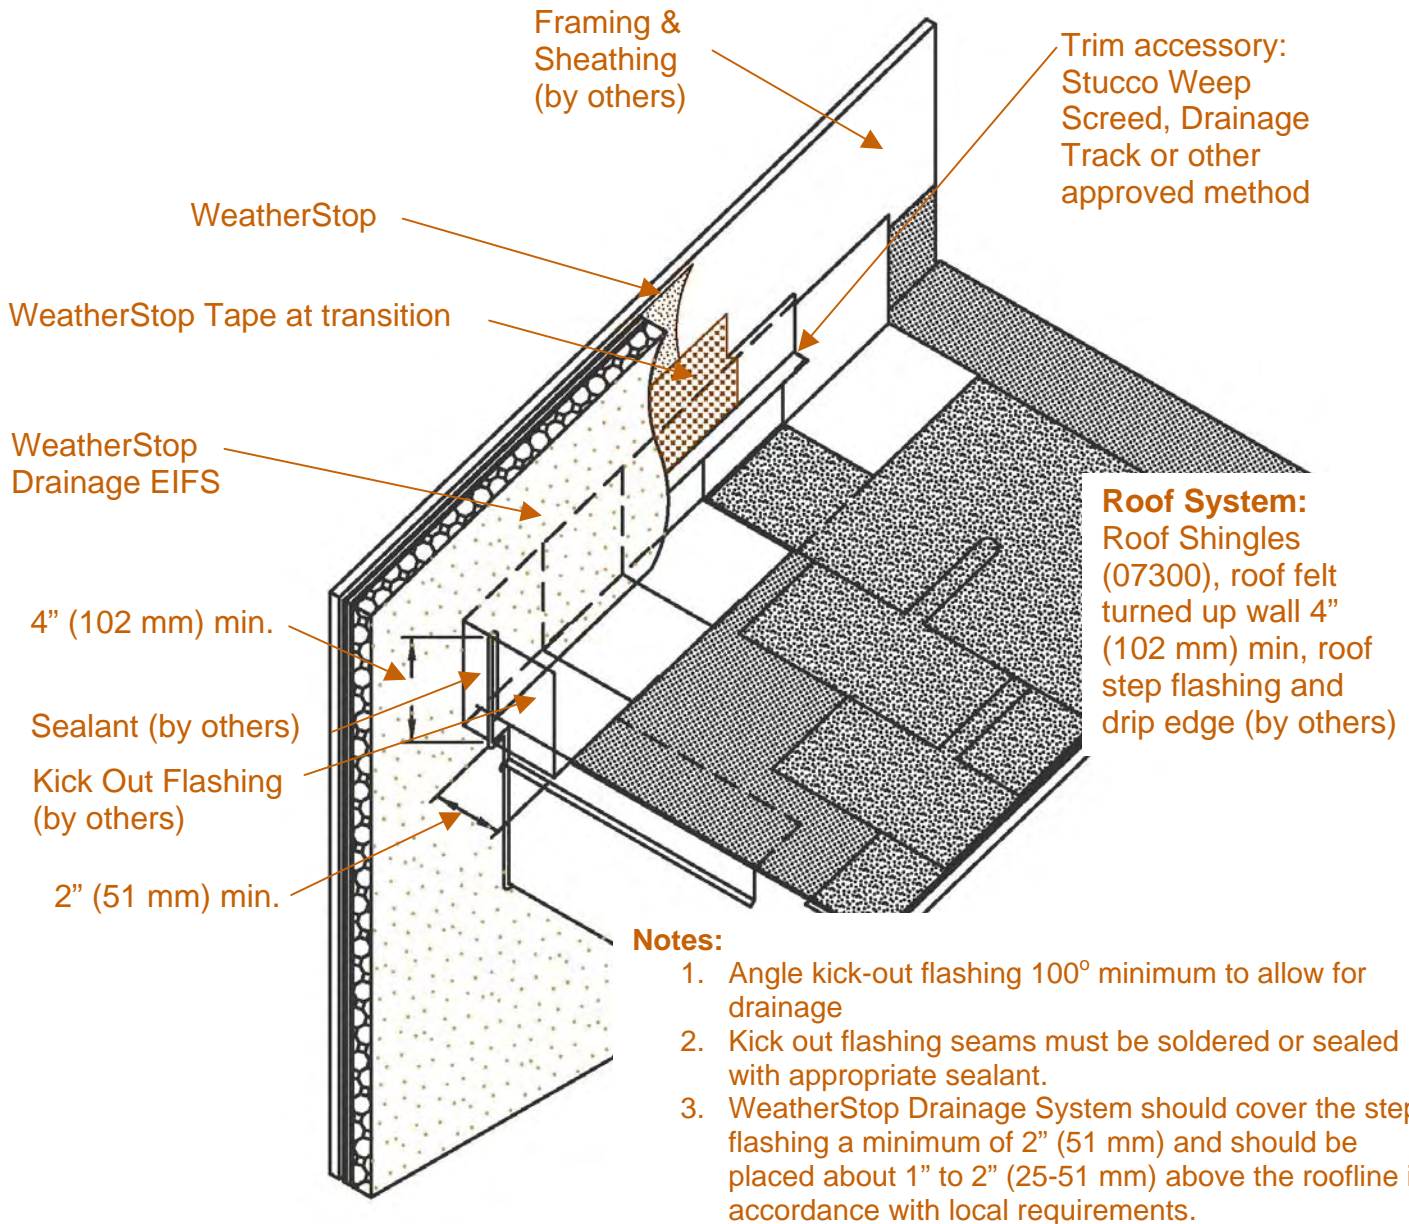 Framing &
Sheathing
(by others)
Trim accessory:
Stucco Weep
Screed, Drainage
Track or other
approved method
WeatherStop
WeatherStop Tape at transition
WeatherStop
Drainage EIFS
Roof System:
Roof Shingles
(07300), roof felt
turned up wall 4”
(102 mm) min, roof
step flashing and
drip edge (by others)
4” (102 mm) min.
Sealant (by others)
Kick Out Flashing
(by others)
2” (51 mm) min.
Notes:
1. Angle kick-out flashing 100° minimum to allow for
drainage
2. Kick out flashing seams must be soldered or sealed
with appropriate sealant.
3. WeatherStop Drainage System should cover the step
flashing a minimum of 2” (51 mm) and should be
placed about 1” to 2” (25-51 mm) above the roofline
accordance with local requirements.